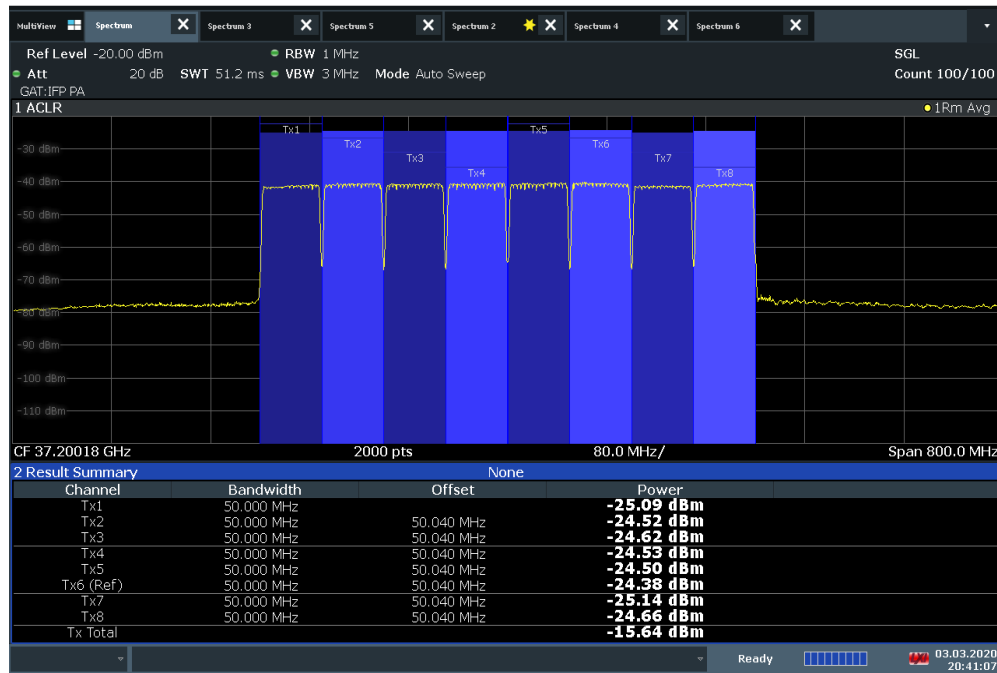 MultiView Spectrum Spectrum 3 Spectrum 5 Spectrum 2 Spectrum 4 Spectrum 6
Ref Level -20.00 dBm RBW 1 MHz SGL
Att 20 dB SWT 51.2 ms VBW 3 MHz Mode Auto Sweep Count 100/100
GAT:IFP PA
1 ACLR 1Rm Avg
Tx1 Tx5
Tx2 Tx6
-30 dBm
Tx3 Tx7
Tx4 Tx8
-40 dBm
-50 dBm
-60 dBm
-70 dBm
-80 dBm
-90 dBm
-100 dBm
-110 dBm
CF 37.20018 GHz 2000 pts 80.0 MHz/ Span 800.0 MHz
2 Result Summary None
Channel Bandwidth Offset Power
Tx1 50.000 MHz -25.09 dBm
Tx2 50.000 MHz 50.040 MHz -24.52 dBm
Tx3 50.000 MHz 50.040 MHz -24.62 dBm
Tx4 50.000 MHz 50.040 MHz -24.53 dBm
Tx5 50.000 MHz 50.040 MHz -24.50 dBm
Tx6 (Ref) 50.000 MHz 50.040 MHz -24.38 dBm
Tx7 50.000 MHz 50.040 MHz -25.14 dBm
Tx8 50.000 MHz 50.040 MHz -24.66 dBm
Tx Total -15.64 dBm
Ready 03.03.2020
20:41:07